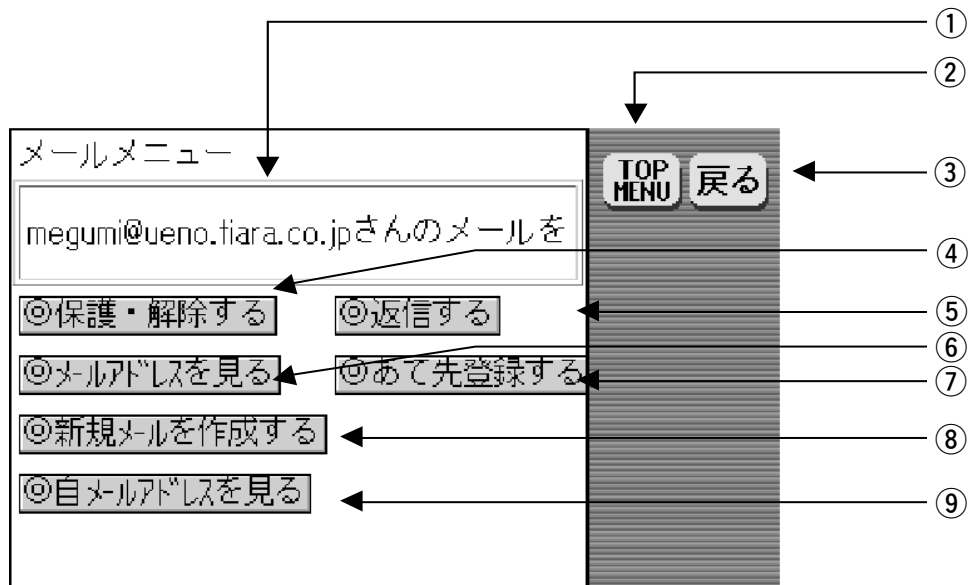 ①
②
メールメニュー
TOP MENU
戻る
③
megumi@ueno.tiara.co.jpさんのメールを
④
◎保護・解除する
◎返信する
⑤
⑥
◎ﾒｰﾙｱﾄﾞﾚｽを見る
◎あて先登録する
⑦
◎新規ﾒｰﾙを作成する
⑧
◎自ﾒｰﾙｱﾄﾞﾚｽを見る
⑨